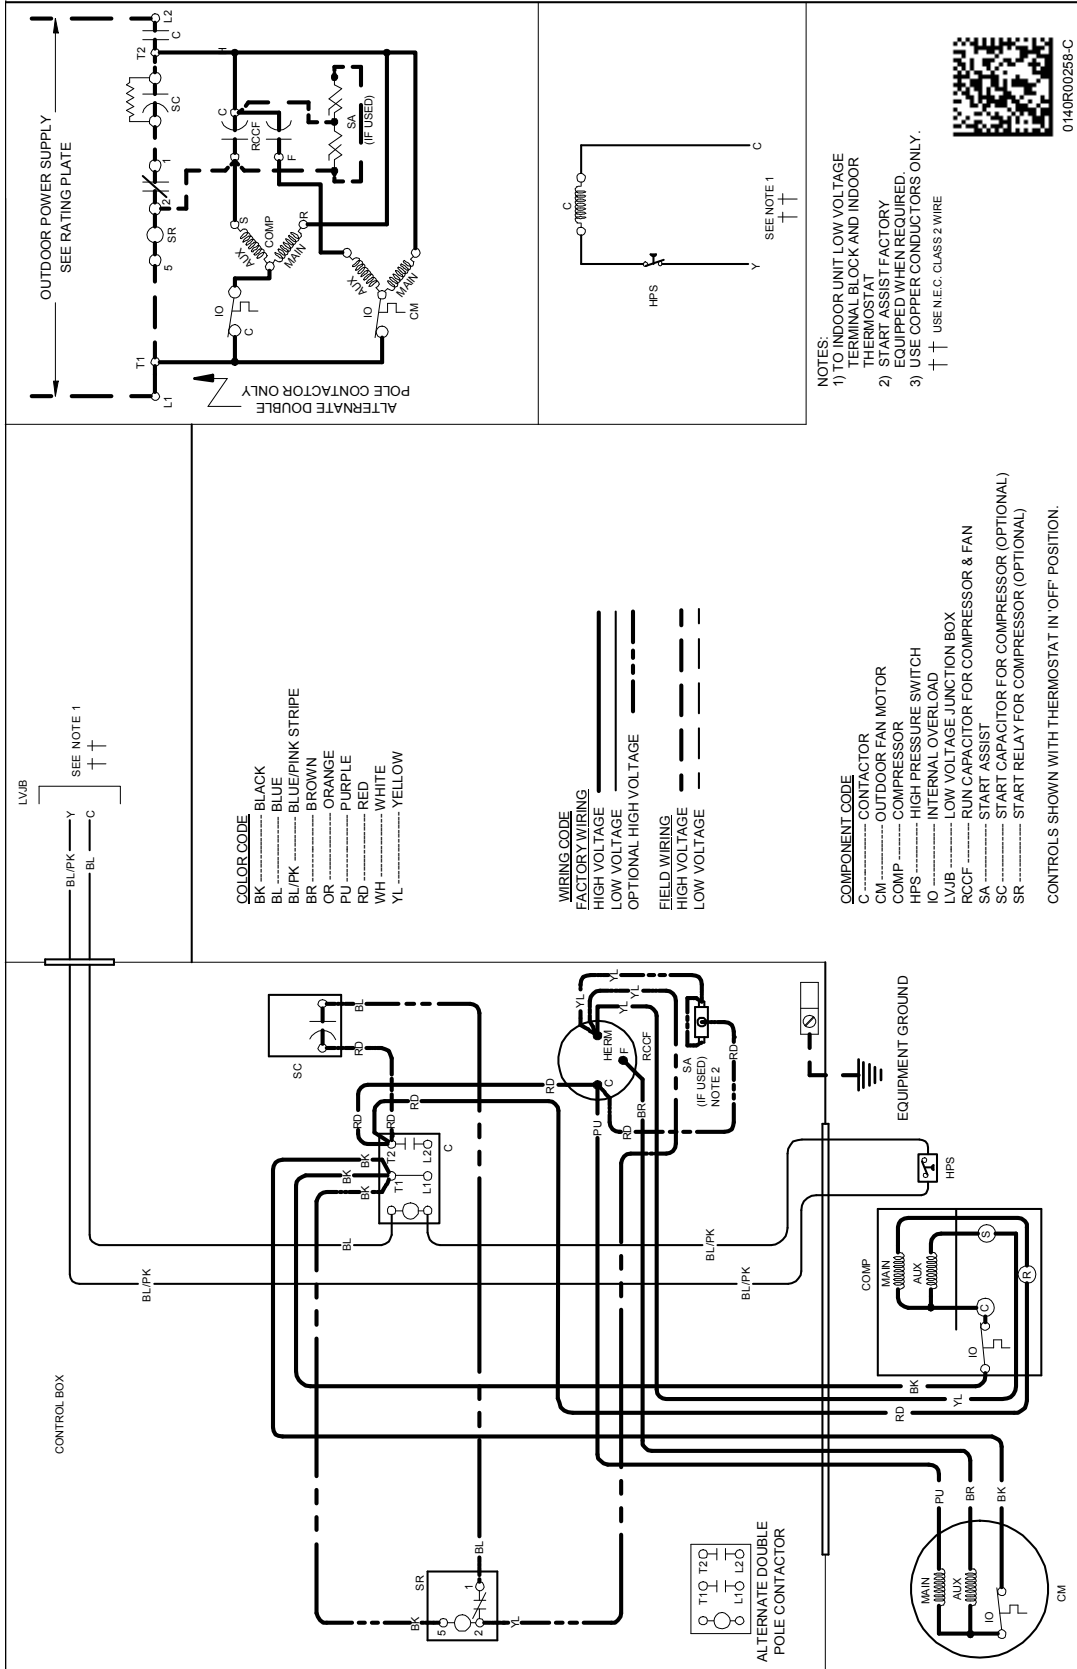 CONTROL BOX
LVJB
SEE NOTE 1
††
BL/PK
Y
BL
C
BL/PK
BL
BL/PK
BL/PK
SC
RD
BL
RD
RD
RD
RD
BK
BK
BK
T2
T1
L2
L1
C
SR
BK
5
2
1
BL
YL
RD
PU
BR
RD
C
HERM
F
RCCF
YL
YL
YL
YL
SA
(IF USED)
NOTE 2
RD
ALTERNATE DOUBLE
POLE CONTACTOR
T1
T2
L1
L2
EQUIPMENT GROUND
HPS
COMP
MAIN
AUX
C
S
R
IO
BK
YL
RD
PU
BR
BK
MAIN
AUX
IO
CM
COLOR CODE
BK ---------- BLACK
BL ---------- BLUE
BL/PK ---------- BLUE/PINK STRIPE
BR ---------- BROWN
OR ---------- ORANGE
PU ---------- PURPLE
RD ---------- RED
WH ---------- WHITE
YL ---------- YELLOW
WIRING CODE
FACTORY WIRING
HIGH VOLTAGE
LOW VOLTAGE
OPTIONAL HIGH VOLTAGE
FIELD WIRING
HIGH VOLTAGE
LOW VOLTAGE
COMPONENT CODE
C ---------- CONTACTOR
CM ---------- OUTDOOR FAN MOTOR
COMP ---------- COMPRESSOR
HPS ---------- HIGH PRESSURE SWITCH
IO ---------- INTERNAL OVERLOAD
LVJB ---------- LOW VOLTAGE JUNCTION BOX
RCCF ---------- RUN CAPACITOR FOR COMPRESSOR & FAN
SA ---------- START ASSIST
SC ---------- START CAPACITOR FOR COMPRESSOR (OPTIONAL)
SR ---------- START RELAY FOR COMPRESSOR (OPTIONAL)
CONTROLS SHOWN WITH THERMOSTAT IN 'OFF' POSITION.
OUTDOOR POWER SUPPLY
SEE RATING PLATE
L1
T1
5
SR
2
1
SC
T2
C
L2
ALTERNATE DOUBLE
POLE CONTACTOR ONLY
IO
C
AUX
S
COMP
MAIN
R
C
RCCF
F
H
SA
(IF USED)
IO
AUX
MAIN
CM
C
HPS
Y
C
SEE NOTE 1
††
NOTES:
1) TO INDOOR UNIT LOW VOLTAGE
TERMINAL BLOCK AND INDOOR
THERMOSTAT
2) START ASSIST FACTORY
EQUIPPED WHEN REQUIRED.
3) USE COPPER CONDUCTORS ONLY.
†† USE N.E.C. CLASS 2 WIRE
0140R00258-C